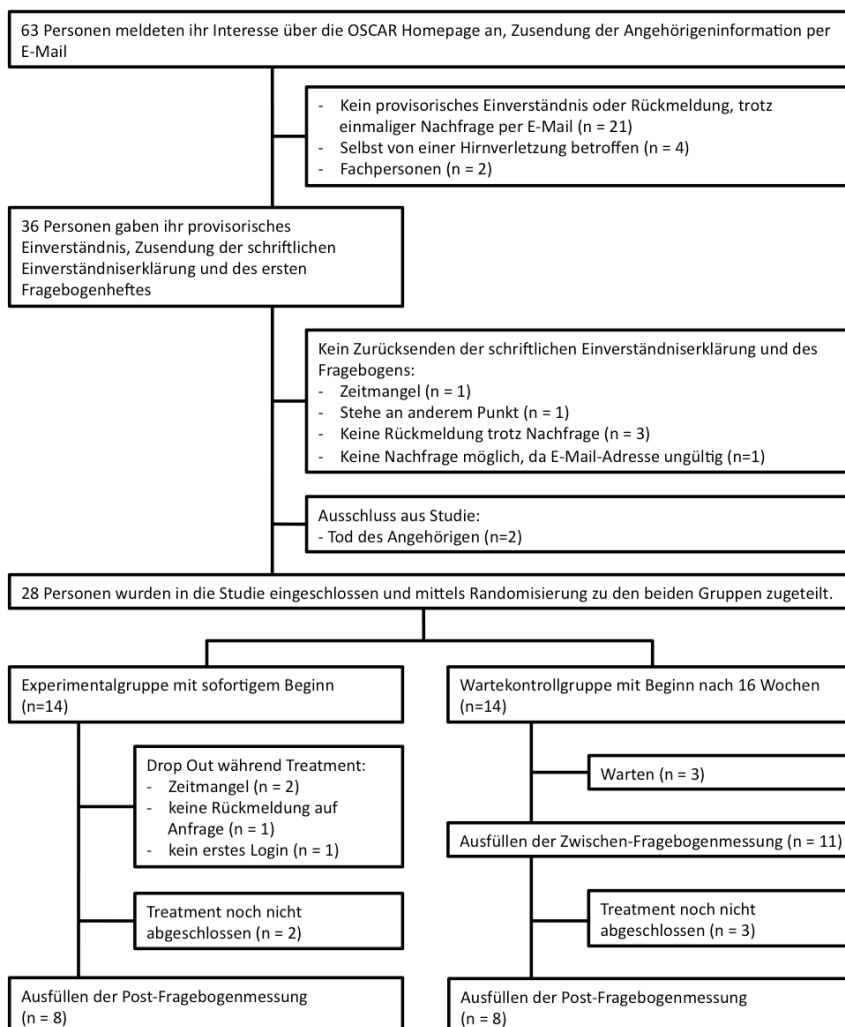 63 Personen meldeten ihr Interesse über die OSCAR Homepage an, Zusendung der Angehörigeninformation per
E-Mail
- Kein provisorisches Einverständnis oder Rückmeldung, trotz
einmaliger Nachfrage per E-Mail (n = 21)
- Selbst von einer Hirnverletzung betroffen (n = 4)
- Fachpersonen (n = 2)
36 Personen gaben ihr provisorisches
Einverständnis, Zusendung der schriftlichen
Einverständniserklärung und des ersten
Fragebogenheftes
Kein Zurücksenden der schriftlichen Einverständniserklärung und des
Fragebogens:
- Zeitmangel (n = 1)
- Stehe an anderem Punkt (n = 1)
- Keine Rückmeldung trotz Nachfrage (n = 3)
- Keine Nachfrage möglich, da E-Mail-Adresse ungültig (n=1)
Ausschluss aus Studie:
- Tod des Angehörigen (n=2)
28 Personen wurden in die Studie eingeschlossen und mittels Randomisierung zu den beiden Gruppen zugeteilt.
Experimentalgruppe mit sofortigem Beginn
(n=14)
Drop Out während Treatment:
- Zeitmangel (n = 2)
- keine Rückmeldung auf
Anfrage (n = 1)
- kein erstes Login (n = 1)
Treatment noch nicht
abgeschlossen (n = 2)
Ausfüllen der Post-Fragebogenmessung
(n = 8)
Wartekontrollgruppe mit Beginn nach 16 Wochen
(n=14)
Warten (n = 3)
Ausfüllen der Zwischen-Fragebogenmessung (n = 11)
Treatment noch nicht
abgeschlossen (n = 3)
Ausfüllen der Post-Fragebogenmessung
(n = 8)